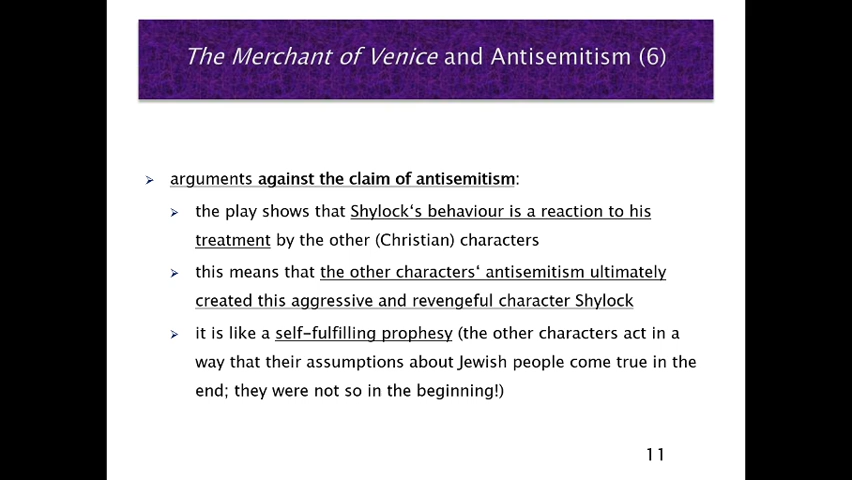 The Merchant of Venice and Antisemitism (6)
➢ arguments against the claim of antisemitism:
➢ the play shows that Shylock‘s behaviour is a reaction to his
treatment by the other (Christian) characters
➢ this means that the other characters‘ antisemitism ultimately
created this aggressive and revengeful character Shylock
➢ it is like a self-fulfilling prophesy (the other characters act in a
way that their assumptions about Jewish people come true in the
end; they were not so in the beginning!)
11